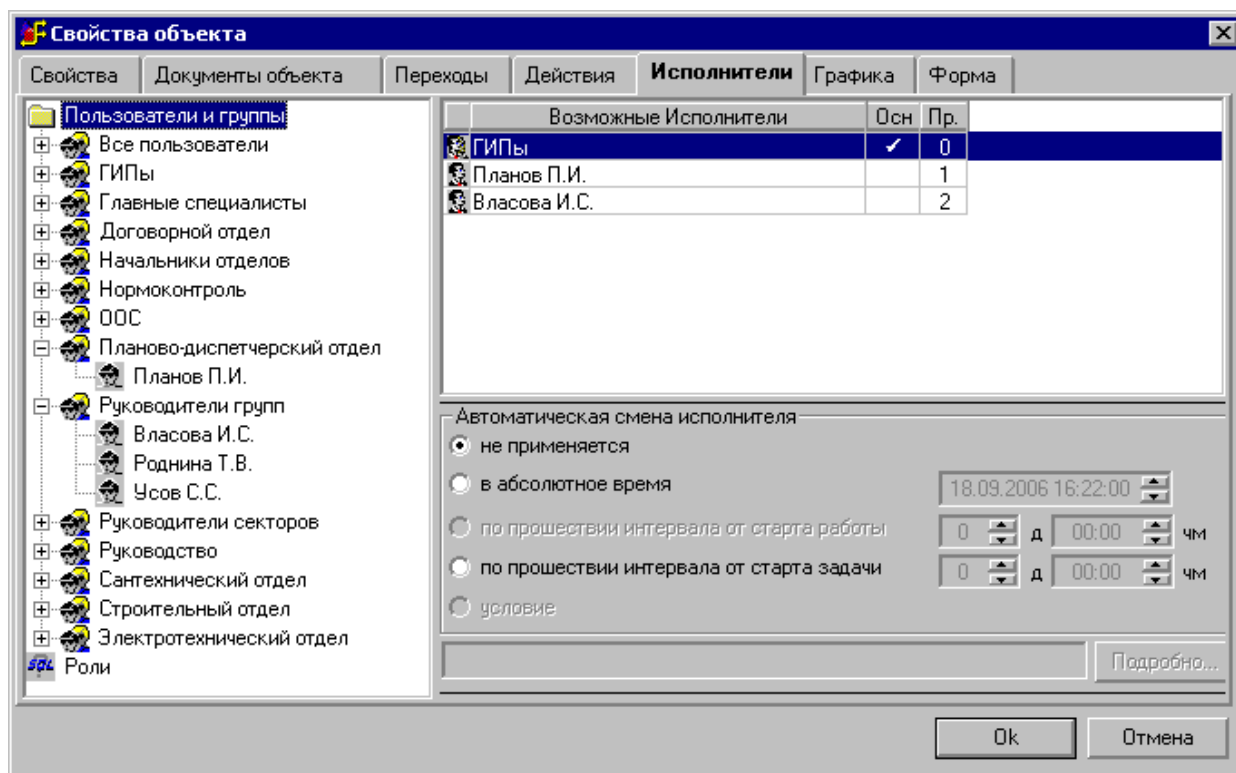 Свойства объекта
Свойства Документы объекта Переходы Действия Исполнители Графика Форма
Пользователи и группы
Все пользователи
ГИПы
Главные специалисты
Договорной отдел
Начальники отделов
Нормоконтроль
ООС
Планово-диспетчерский отдел
Планов П.И.
Руководители групп
Власова И.С.
Роднина Т.В.
Усов С.С.
Руководители секторов
Руководство
Сантехнический отдел
Строительный отдел
Электротехнический отдел
SQL Роли
Возможные Исполнители Осн Пр.
ГИПы ✔ 0
Планов П.И. 1
Власова И.С. 2
Автоматическая смена исполнителя
не применяется
в абсолютное время 18.09.2006 16:22:00
по прошествии интервала от старта работы 0 д 00:00 чм
по прошествии интервала от старта задачи 0 д 00:00 чм
условие
Подробно...
Ok Отмена